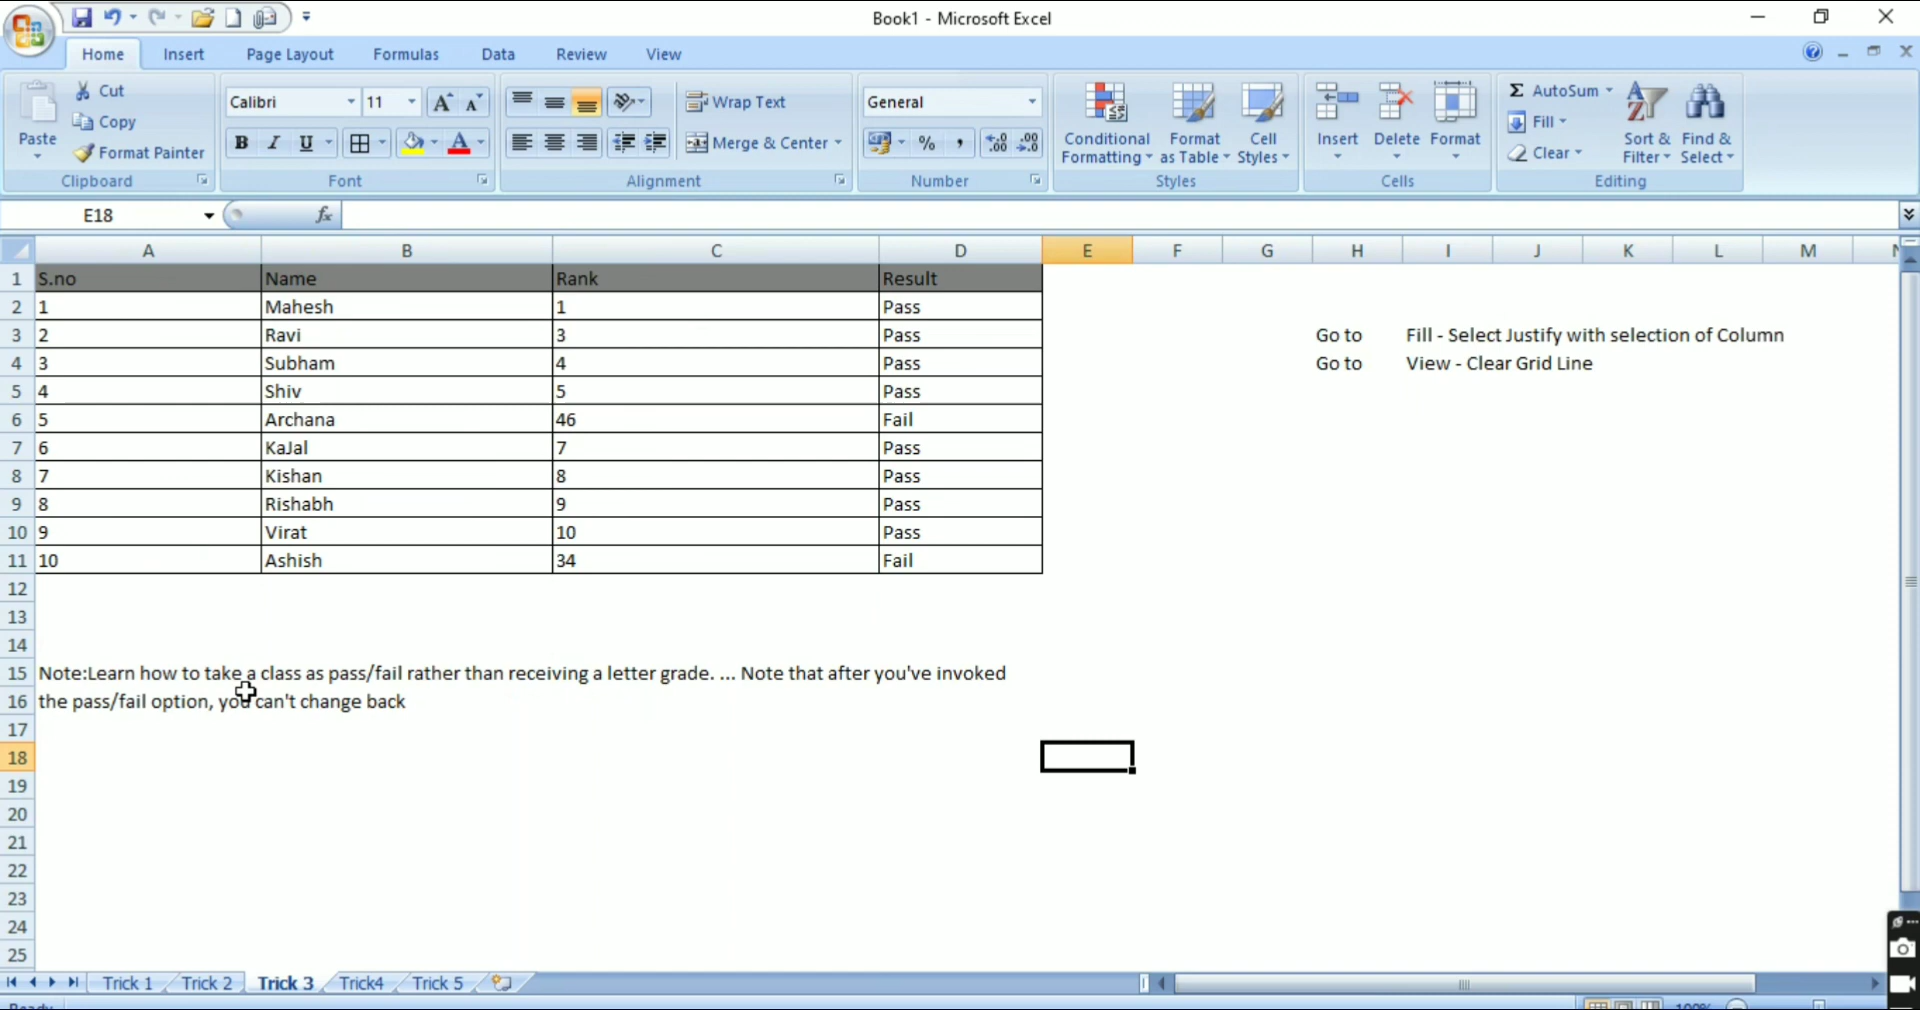 Book1 - Microsoft Excel
Home Insert Page Layout Formulas Data Review View
Paste
Cut
Copy
Format Painter
Clipboard
Calibri 11
B I U
Font
Wrap Text
Merge & Center
Alignment
General
Number
Conditional Formatting
Format as Table
Cell Styles
Styles
Insert Delete Format
Cells
Σ AutoSum
Fill
Clear
Sort & Filter
Find & Select
Editing
E18 fx
A B C D E F G H I J K L M
1 S.no Name Rank Result
2 1 Mahesh 1 Pass
3 2 Ravi 3 Pass Go to Fill - Select Justify with selection of Column
4 3 Subham 4 Pass Go to View - Clear Grid Line
5 4 Shiv 5 Pass
6 5 Archana 46 Fail
7 6 KaJal 7 Pass
8 7 Kishan 8 Pass
9 8 Rishabh 9 Pass
10 9 Virat 10 Pass
11 10 Ashish 34 Fail
12
13
14
15 Note:Learn how to take a class as pass/fail rather than receiving a letter grade. ... Note that after you've invoked
16 the pass/fail option, you can't change back
17
18
19
20
21
22
23
24
25
Trick 1 Trick 2 Trick 3 Trick4 Trick 5